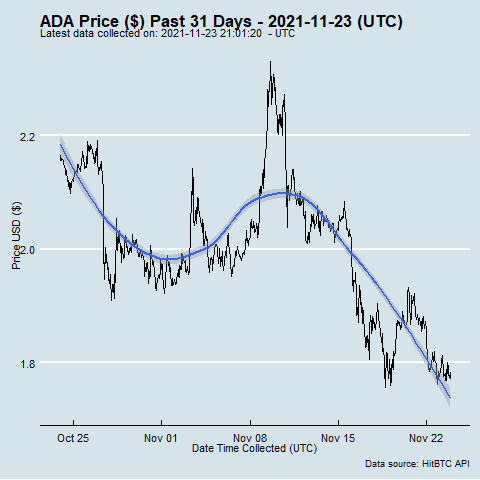 ADA Price ($) Past 31 Days - 2021-11-23 (UTC)
Latest data collected on: 2021-11-23 21:01:20 - UTC
2.2
2.0
1.8
Price USD ($)
Oct 25 Nov 01 Nov 08 Nov 15 Nov 22
Date Time Collected (UTC)
Data source: HitBTC API